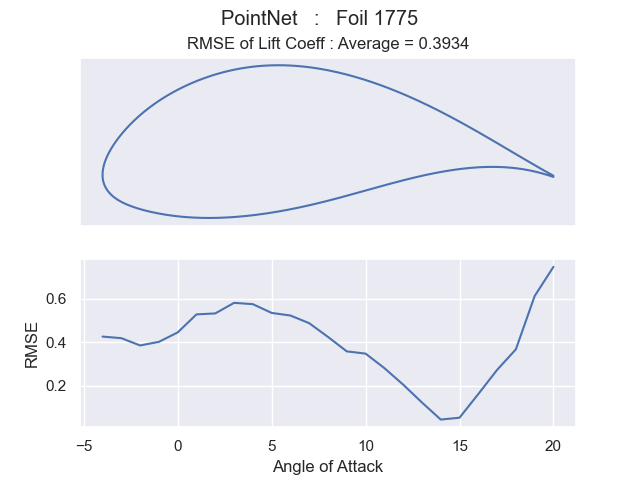 PointNet : Foil 1775
RMSE of Lift Coeff : Average = 0.3934
0.6
0.4
0.2
RMSE
−5 0 5 10 15 20
Angle of Attack